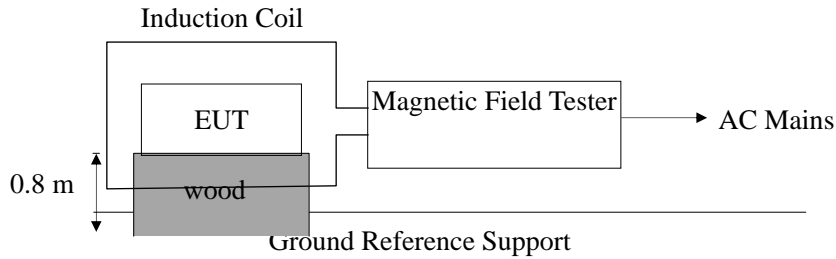 Induction Coil
Magnetic Field Tester
EUT
AC Mains
0.8 m
wood
Ground Reference Support